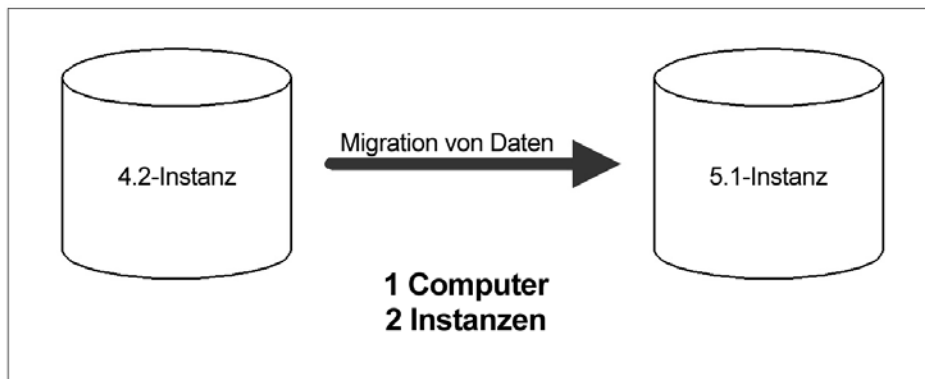 Migration von Daten
4.2-Instanz
5.1-Instanz
1 Computer
2 Instanzen